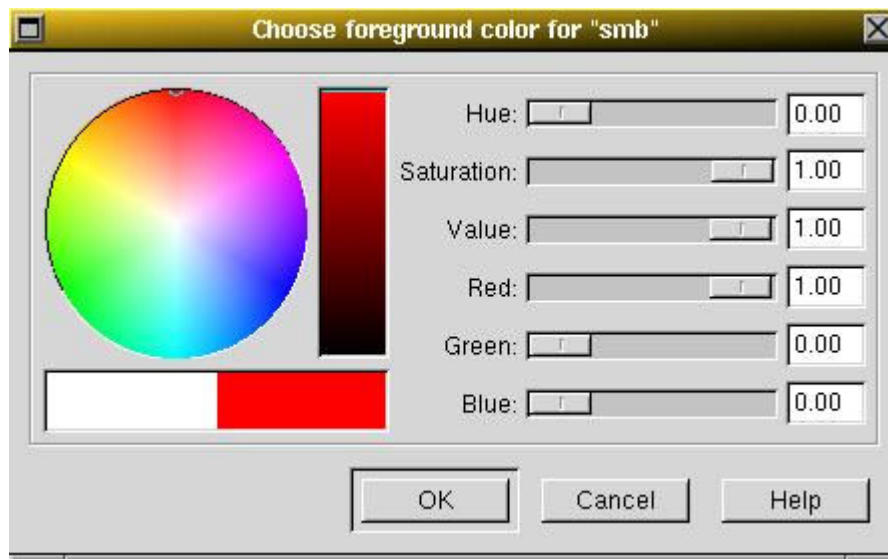 Choose foreground color for "smb"
Hue: 0.00
Saturation: 1.00
Value: 1.00
Red: 1.00
Green: 0.00
Blue: 0.00
OK Cancel Help